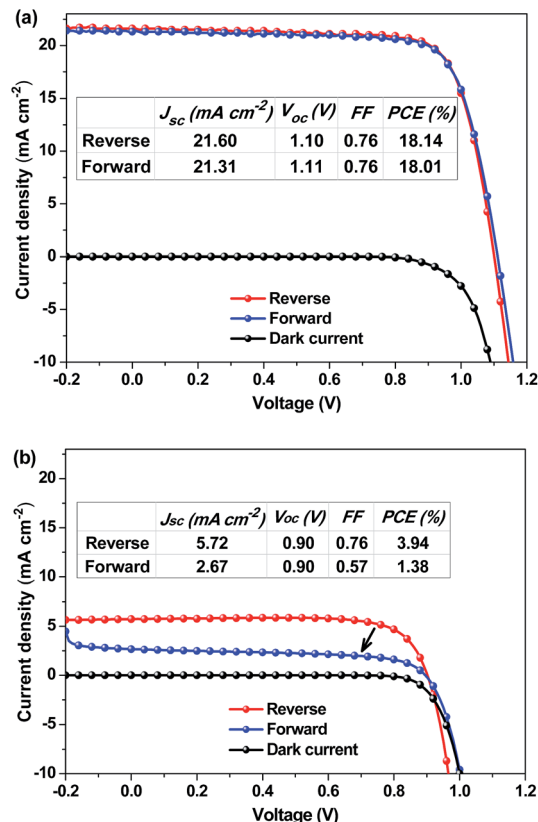 (a)
Current density (mA cm-2)
20
15
10
5
0
-5
-10
Jsc (mA cm-2) Voc (V) FF PCE (%)
Reverse 21.60 1.10 0.76 18.14
Forward 21.31 1.11 0.76 18.01
Reverse
Forward
Dark current
-0.2 0.0 0.2 0.4 0.6 0.8 1.0 1.2
Voltage (V)
(b)
Current density (mA cm-2)
20
15
10
5
0
-5
-10
Jsc (mA cm-2) Voc (V) FF PCE (%)
Reverse 5.72 0.90 0.76 3.94
Forward 2.67 0.90 0.57 1.38
Reverse
Forward
Dark current
-0.2 0.0 0.2 0.4 0.6 0.8 1.0 1.2
Voltage (V)